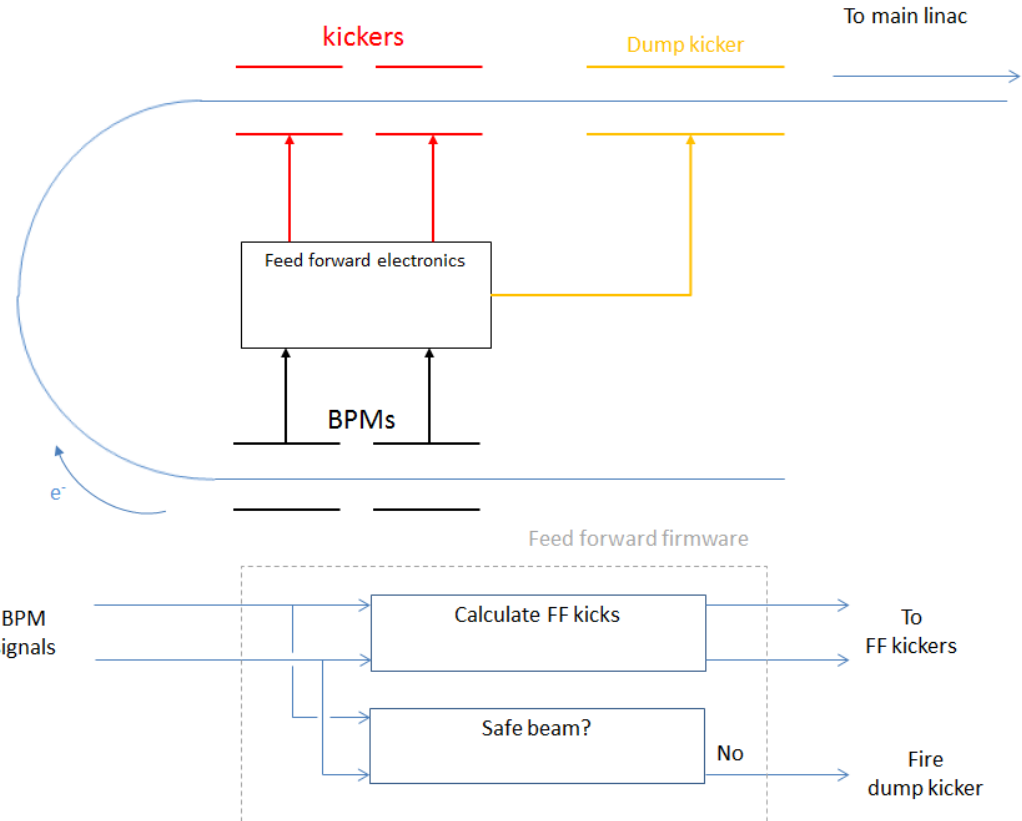 To main linac
kickers
Dump kicker
Feed forward electronics
BPMs
e-
Feed forward firmware
BPM
signals
Calculate FF kicks
To
FF kickers
Safe beam?
No
Fire
dump kicker